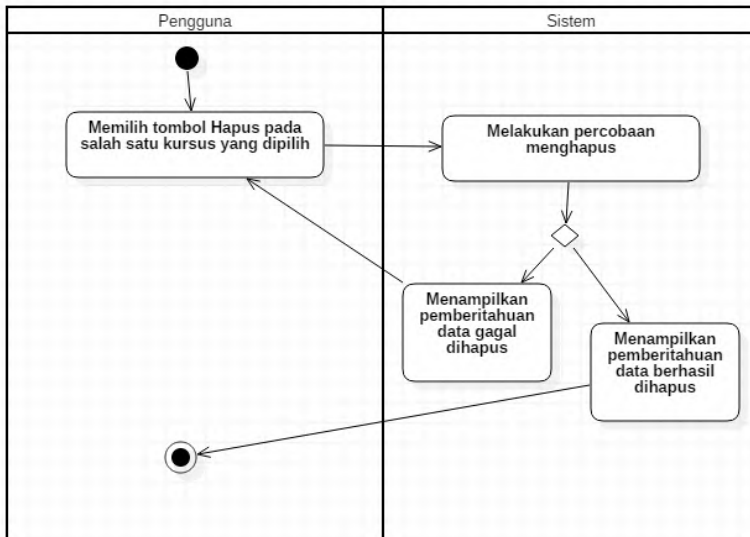 Pengguna
Sistem
Memilih tombol Hapus pada
salah satu kursus yang dipilih
Melakukan percobaan
menghapus
Menampilkan
pemberitahuan
data gagal
dihapus
Menampilkan
pemberitahuan
data berhasil
dihapus